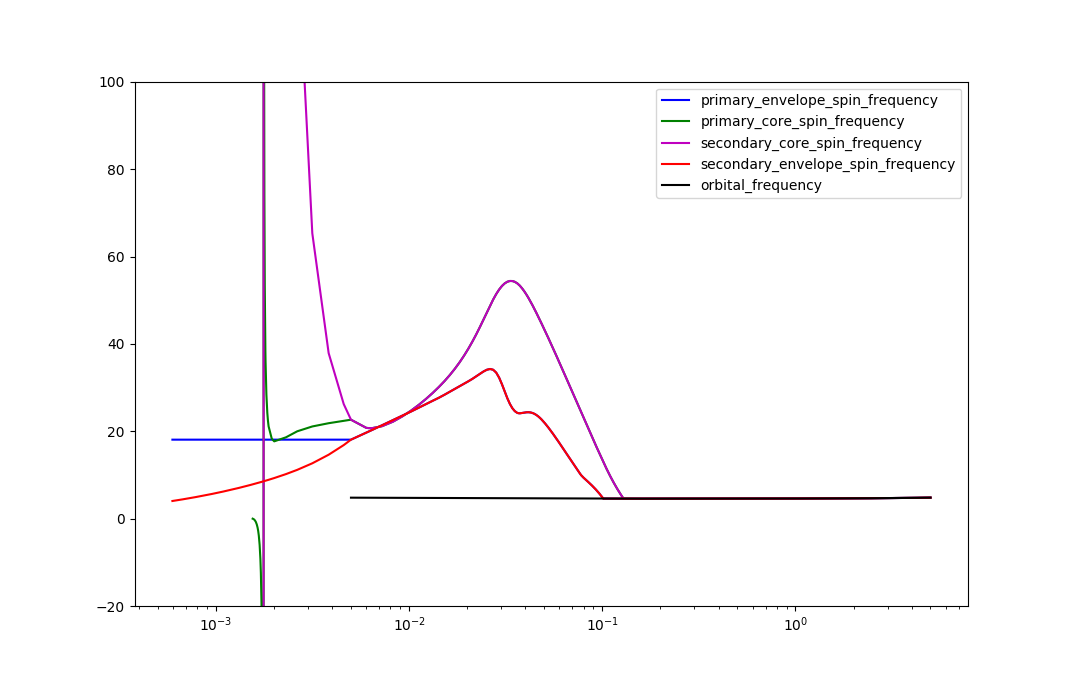 100
80
60
40
20
0
−20
10⁻³
10⁻²
10⁻¹
10⁰
primary_envelope_spin_frequency
primary_core_spin_frequency
secondary_core_spin_frequency
secondary_envelope_spin_frequency
orbital_frequency